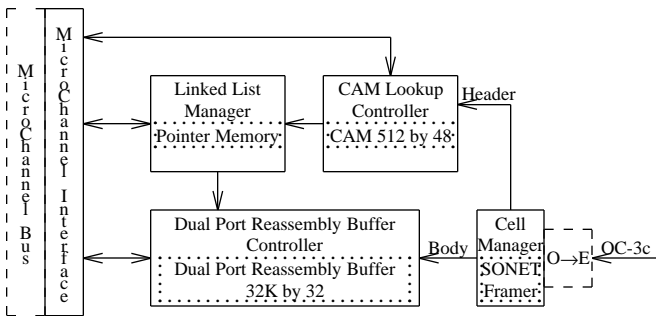 MicroChannel Bus
MicroChannel Interface
Linked List
Manager
Pointer Memory
CAM Lookup
Controller
CAM 512 by 48
Header
Dual Port Reassembly Buffer
Controller
Dual Port Reassembly Buffer
32K by 32
Body
Cell
Manager
SONET
Framer
O→E
OC-3c